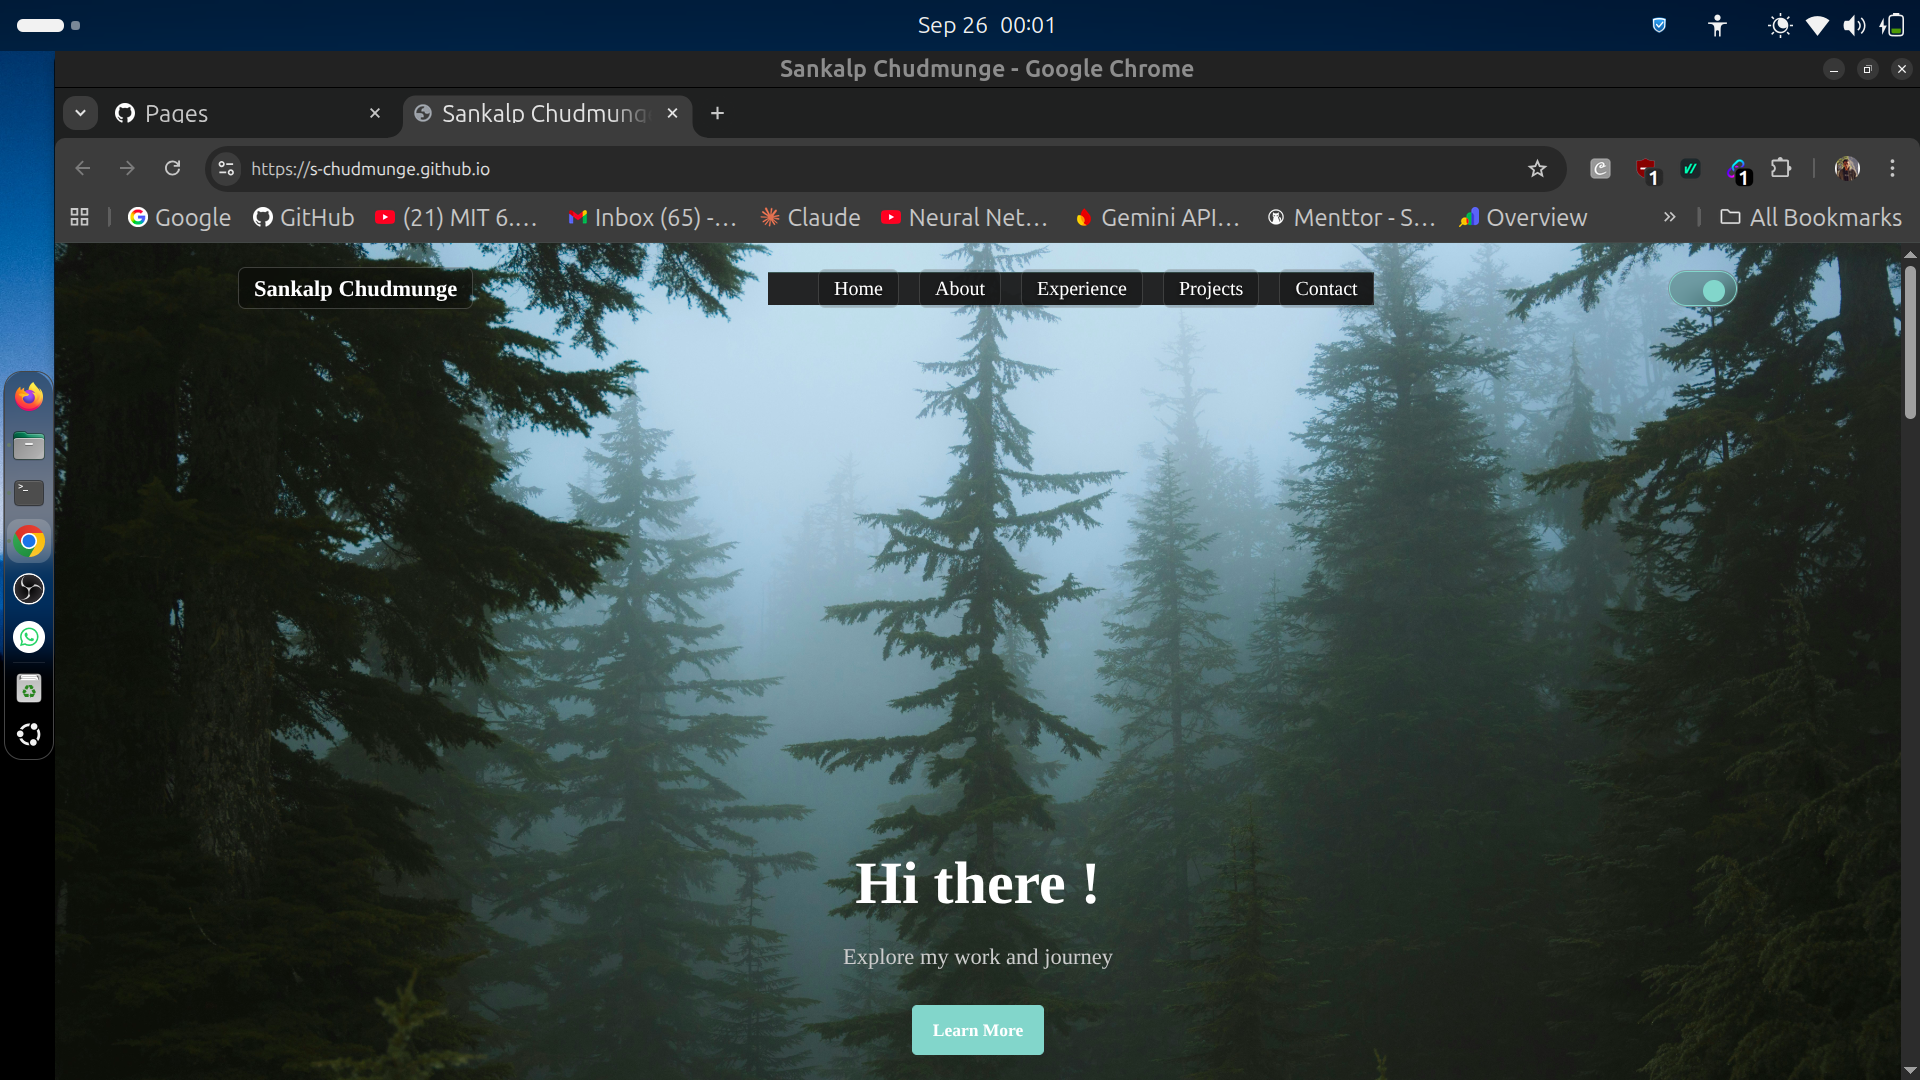 Sep 26 00:01
Sankalp Chudmunge - Google Chrome
Pages
Sankalp Chudmung
https://s-chudmunge.github.io
1
1
Google
GitHub
(21) MIT 6....
Inbox (65) -...
Claude
Neural Net...
Gemini API...
Menttor - S...
Overview
»
All Bookmarks
Sankalp Chudmunge
Home
About
Experience
Projects
Contact
Hi there !
Explore my work and journey
Learn More